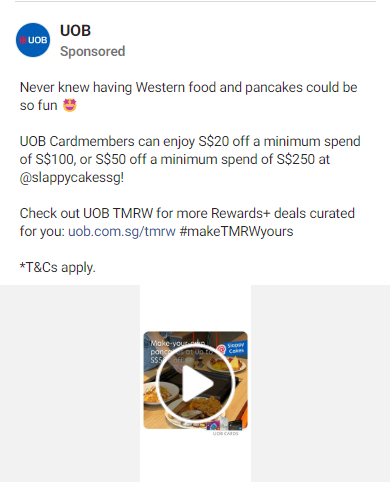 UOB
UOB
Sponsored
Never knew having Western food and pancakes could be
so fun 🤩
UOB Cardmembers can enjoy S$20 off a minimum spend
of S$100, or S$50 off a minimum spend of S$250 at
@slappycakessg!
Check out UOB TMRW for more Rewards+ deals curated
for you: uob.com.sg/tmrw #makeTMRWyours
*T&Cs apply.
Make-your-own
pancakes at up to
Slappy
Cakes
UOB CARDS